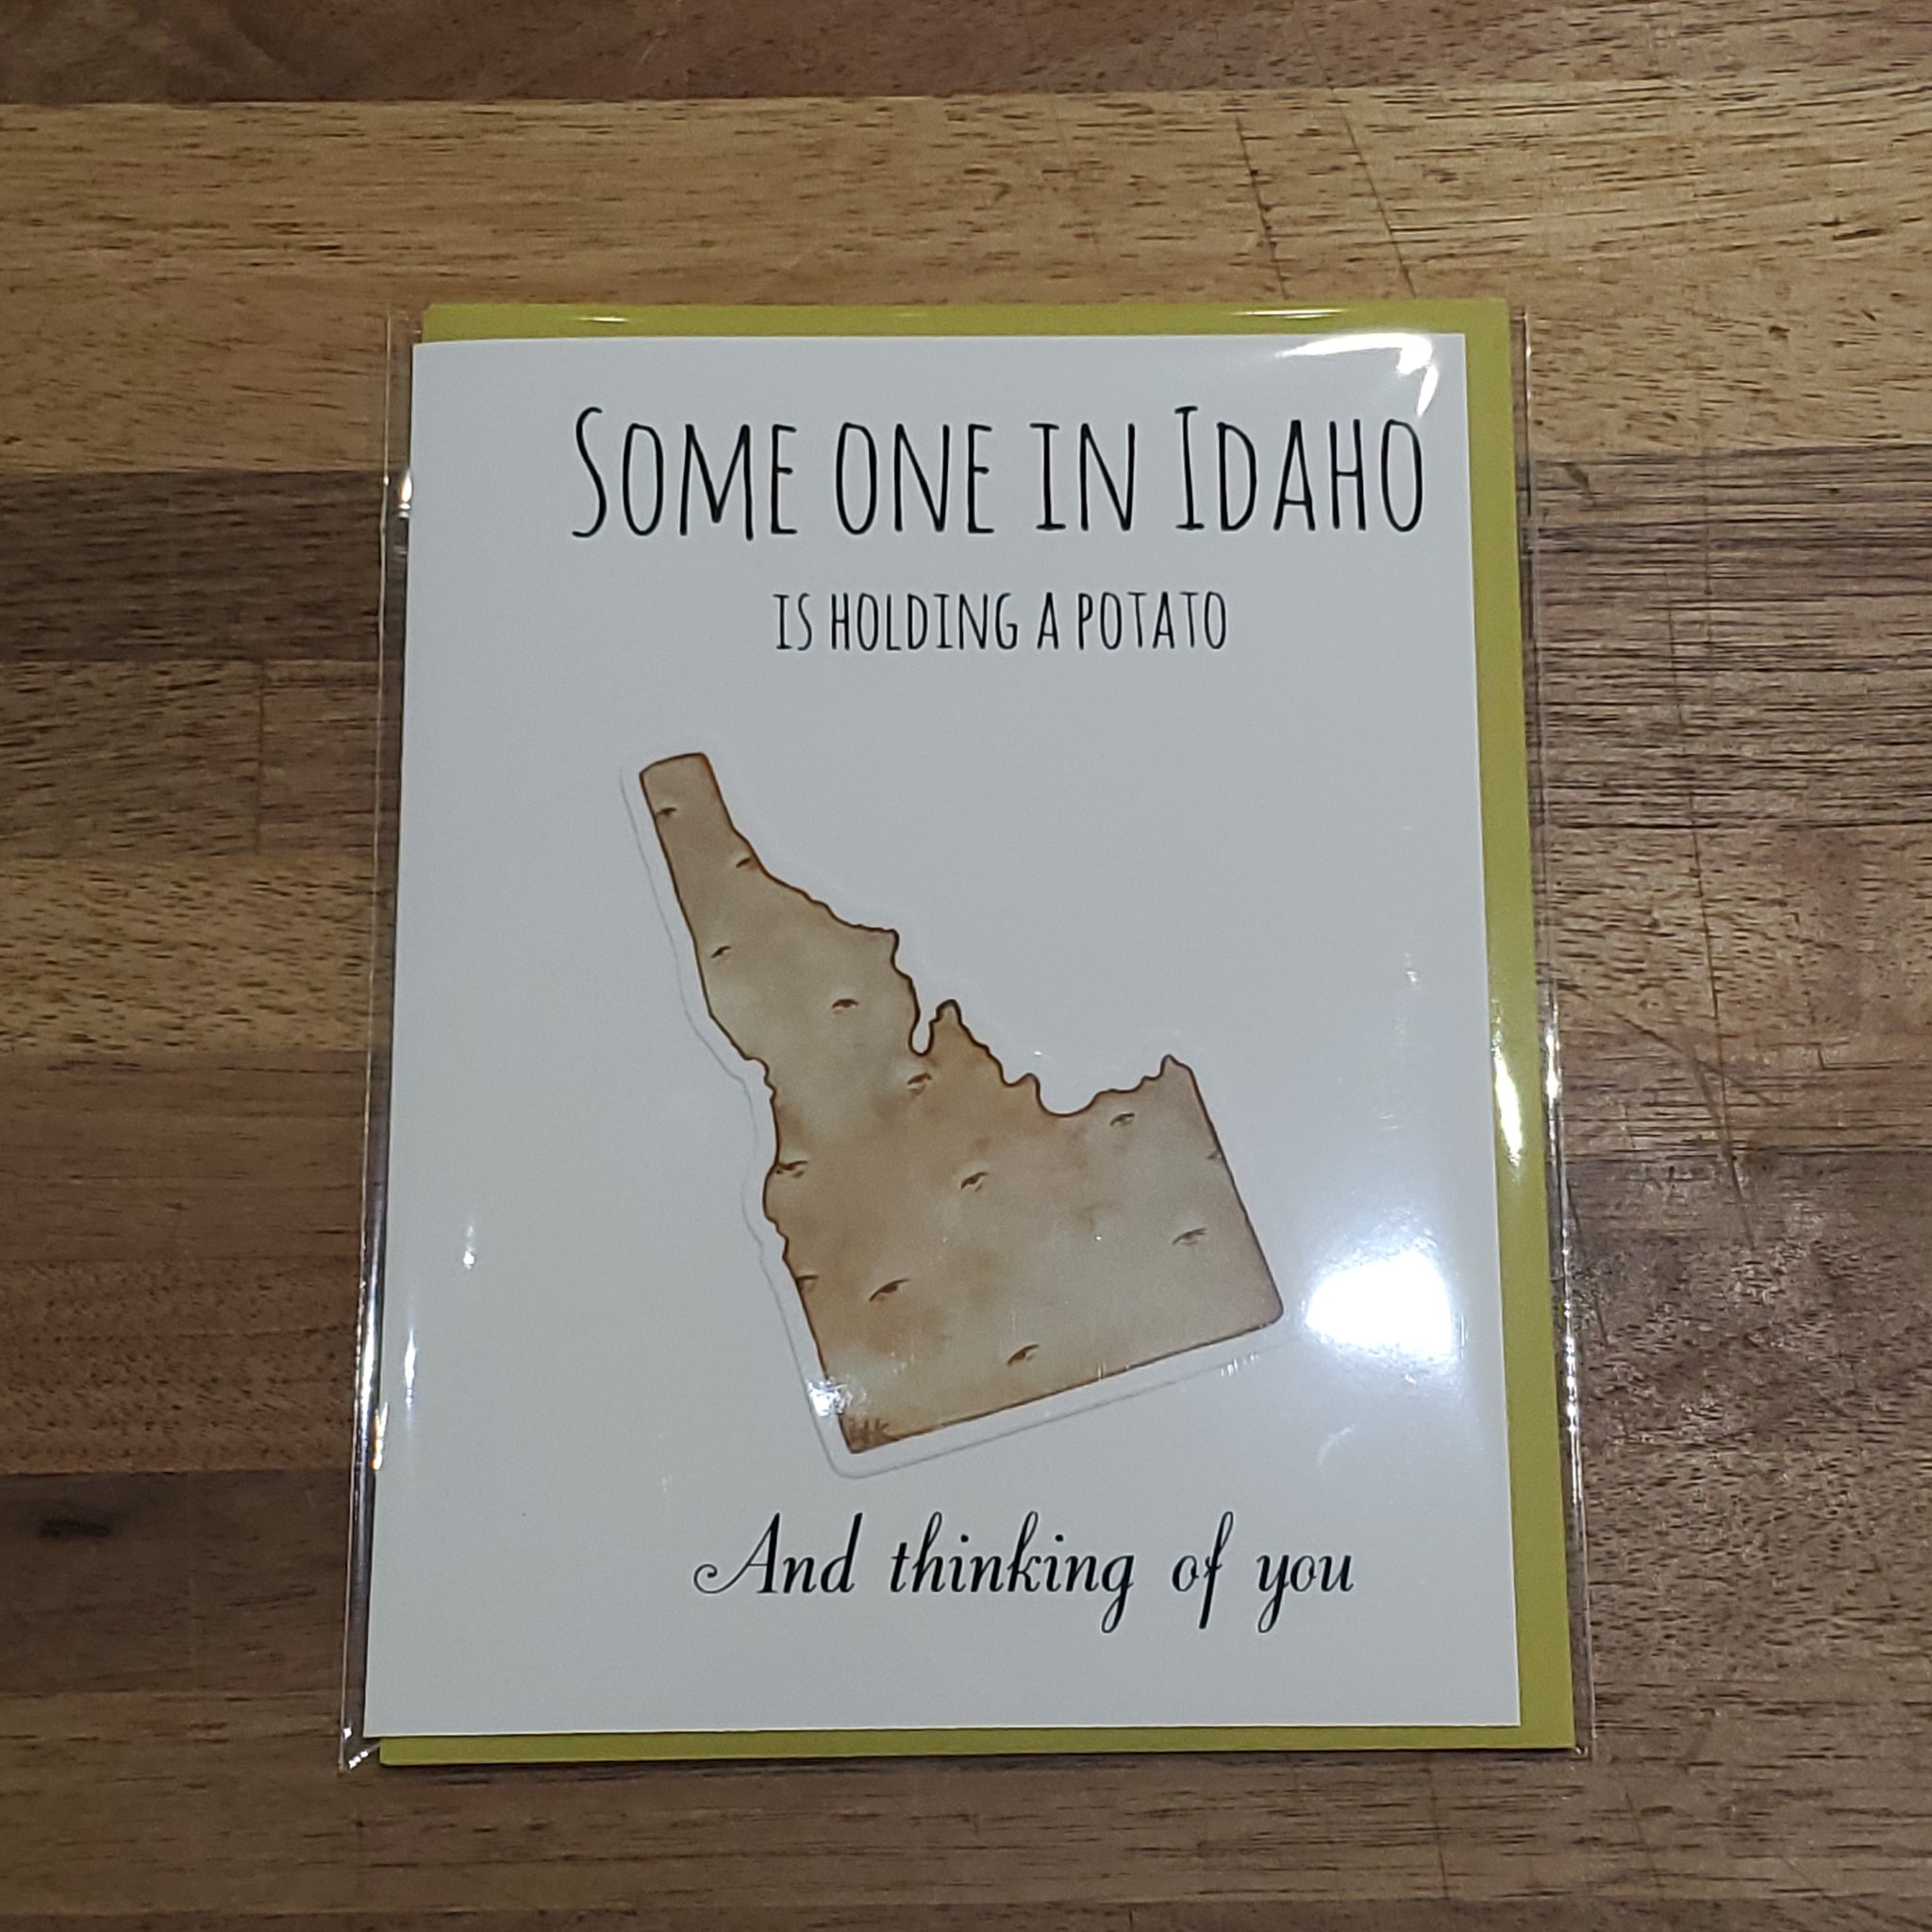 Some one in Idaho
is holding a potato
And thinking of you